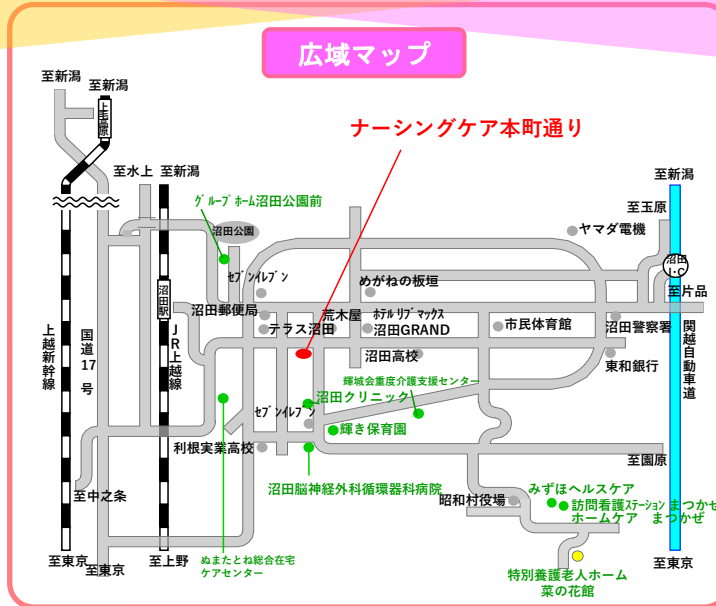 広域マップ
至新潟
至新潟
上毛高原
ナーシングケア本町通り
至水上
至新潟
至新潟
グループホーム沼田公園前
至玉原
沼田公園
ヤマダ電機
沼田
I・C
セブンイレブン
めがねの板垣
至片品
沼田駅
沼田郵便局
荒木屋
ホテルリブマックス
沼田GRAND
テラス沼田
市民体育館
沼田警察署
上越新幹線
国道17号
JR上越線
関越自動車道
沼田高校
東和銀行
輝城会重度介護支援センター
沼田クリニック
セブンイレブン
輝き保育園
利根実業高校
至園原
沼田脳神経外科循環器科病院
至中之条
昭和村役場
みずほヘルスケア
訪問看護ステーション まつかぜ
ホームケア まつかぜ
至東京
至東京
至上野
ぬまたとね総合在宅
ケアセンター
至東京
特別養護老人ホーム
菜の花館